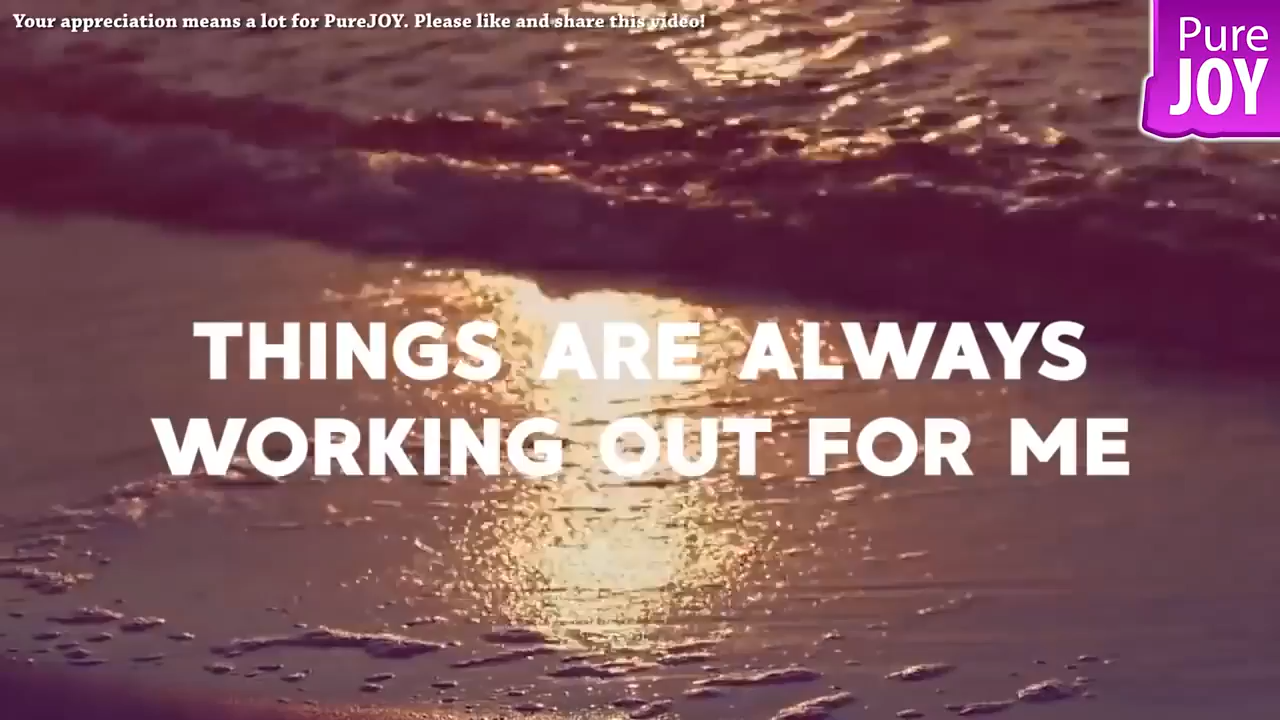 Your appreciation means a lot for PureJOY. Please like and share this video!
Pure
JOY
THINGS ARE ALWAYS
WORKING OUT FOR ME